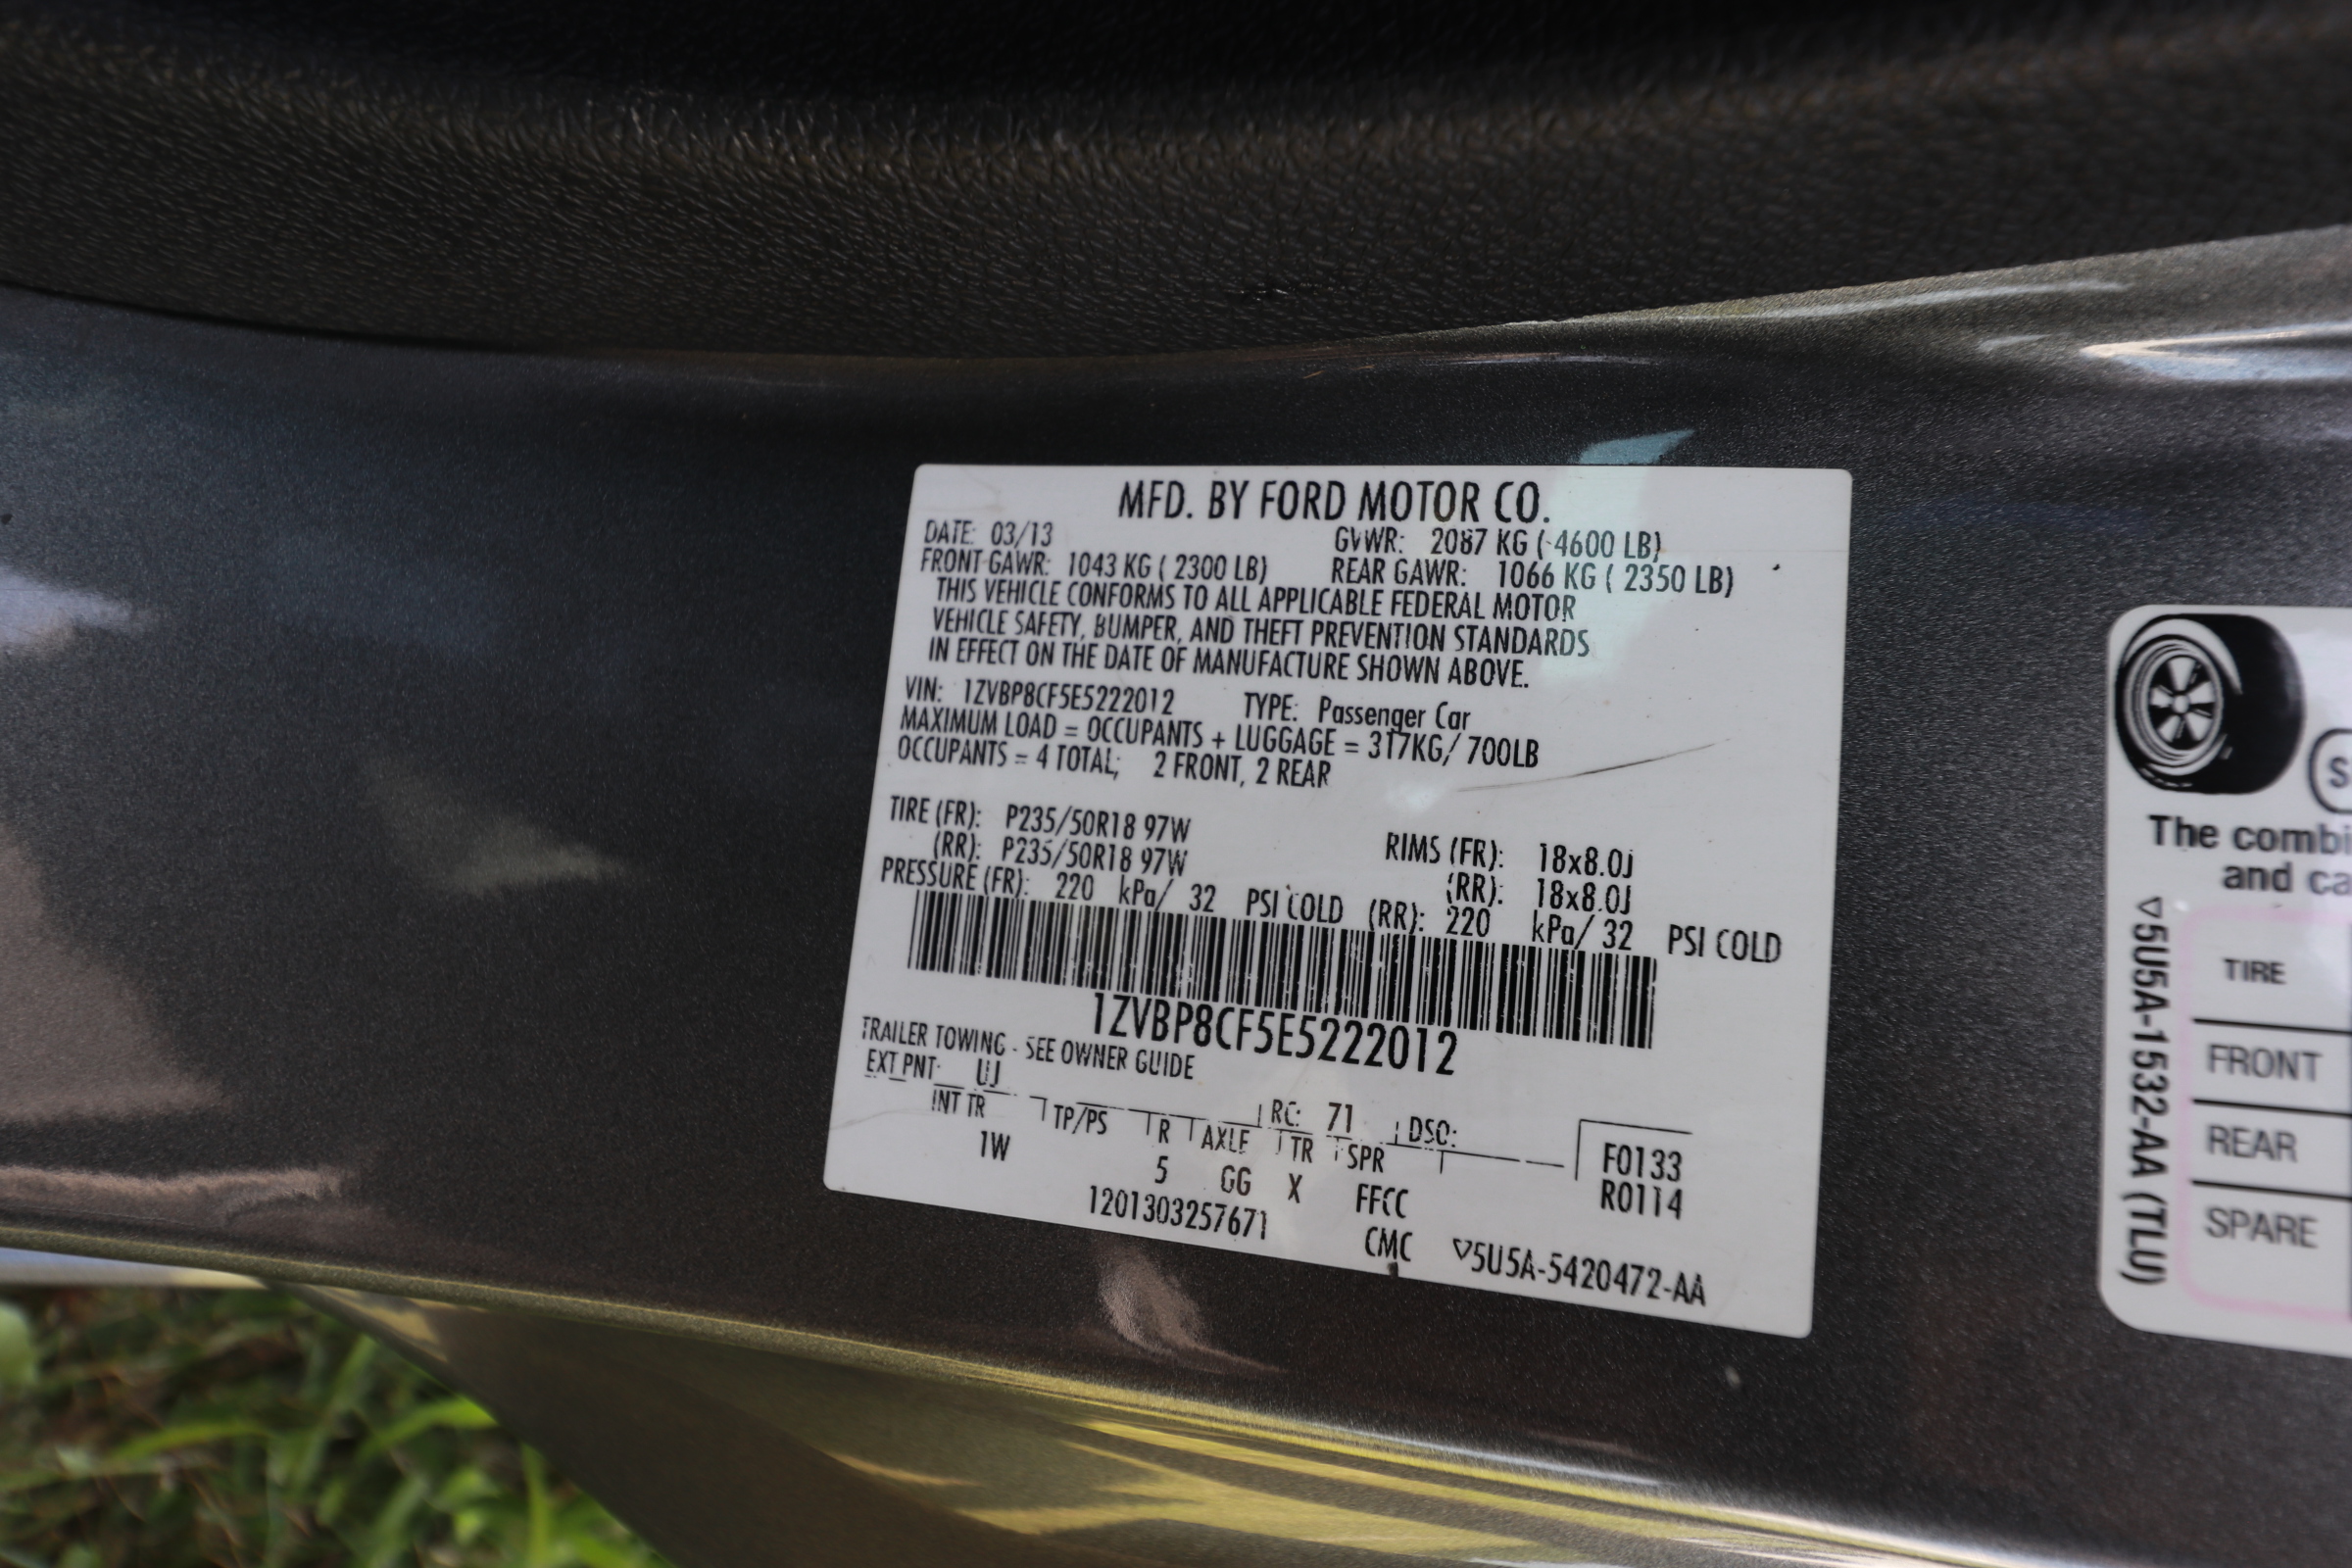 MFD. BY FORD MOTOR CO.
DATE: 03/13 GVWR: 2087 KG ( 4600 LB)
FRONT GAWR: 1043 KG ( 2300 LB) REAR GAWR: 1066 KG ( 2350 LB)
THIS VEHICLE CONFORMS TO ALL APPLICABLE FEDERAL MOTOR
VEHICLE SAFETY, BUMPER, AND THEFT PREVENTION STANDARDS
IN EFFECT ON THE DATE OF MANUFACTURE SHOWN ABOVE.
VIN: 1ZVBP8CF5E5222012 TYPE: Passenger Car
MAXIMUM LOAD = OCCUPANTS + LUGGAGE = 317KG/ 700LB
OCCUPANTS = 4 TOTAL; 2 FRONT, 2 REAR
TIRE (FR): P235/50R18 97W RIMS (FR): 18x8.0J
(RR): P235/50R18 97W (RR): 18x8.0J
PRESSURE (FR): 220 kPa/ 32 PSI COLD (RR): 220 kPa/ 32 PSI COLD
1ZVBP8CF5E5222012
TRAILER TOWING - SEE OWNER GUIDE
EXT PNT: UJ RC: 71 DSO:
INT TR TP/PS R AXLE TR SPR F0133
1W 5 GG X FFCC R0114
1201303257671 CMC ▽5U5A-5420472-AA
S
The combi
and ca
TIRE
FRONT
REAR
SPARE
▽5U5A-1532-AA (TLU)